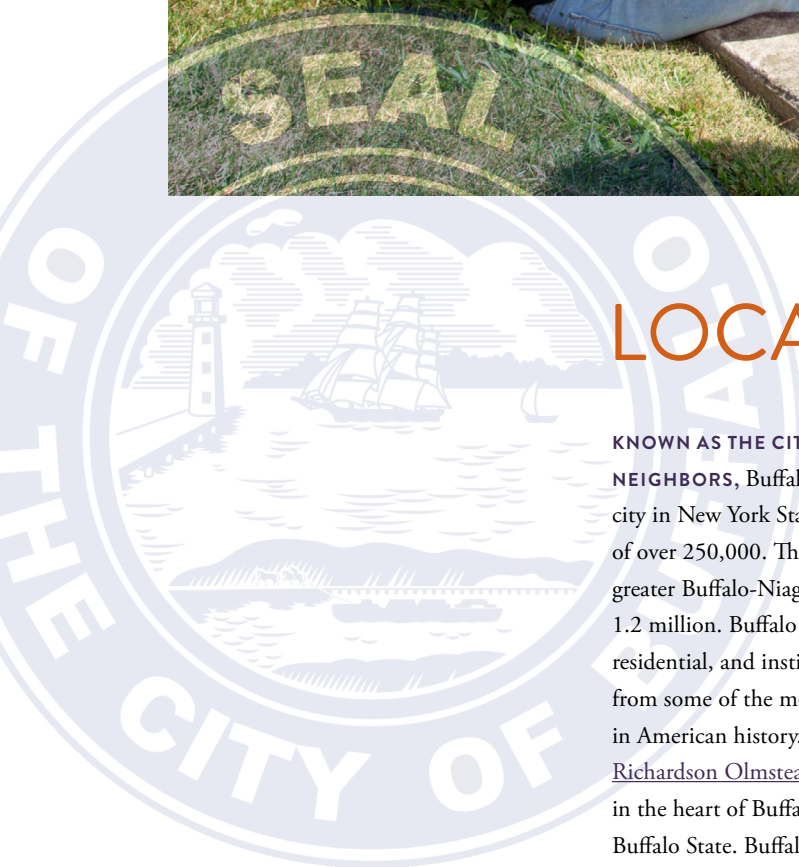 SEAL
OF THE CITY OF BUFFALO
LOCA
KNOWN AS THE CIT
NEIGHBORS, Buffal
city in New York Sta
of over 250,000. Th
greater Buffalo-Niag
1.2 million. Buffalo
residential, and insti
from some of the mo
in American history.
Richardson Olmstea
in the heart of Buffa
Buffalo State. Buffal